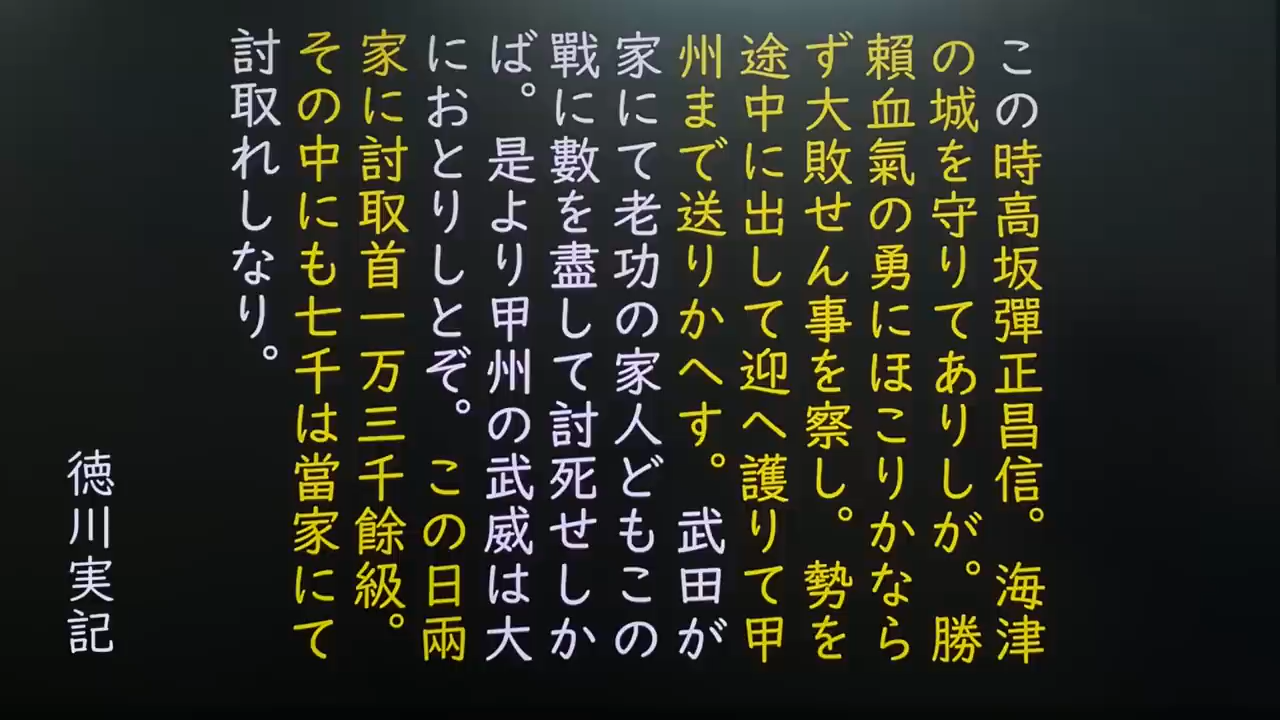 この時高坂彈正昌信。海津
の城を守りてありしが。勝
頼血氣の勇にほこりかなら
ず大敗せん事を察し。勢を
途中に出して迎へ護りて甲
州まで送りかへす。武田が
家にて老功の家人どもこの
戰に數を盡して討死せしか
ば。是より甲州の武威は大
におとりしとぞ。この日兩
家に討取首一万三千餘級。
その中にも七千は當家にて
討取れしなり。
徳川実記